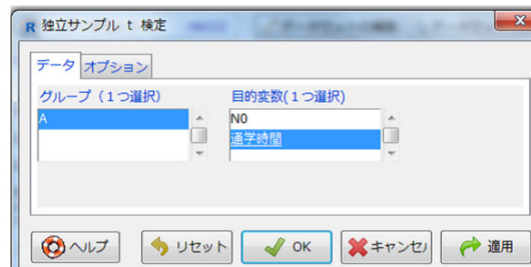 R 独立サンプル t 検定
データ オプション
グループ（1つ選択） 目的変数(1つ選択)
A N0
通学時間
ヘルプ リセット OK キャンセル 適用